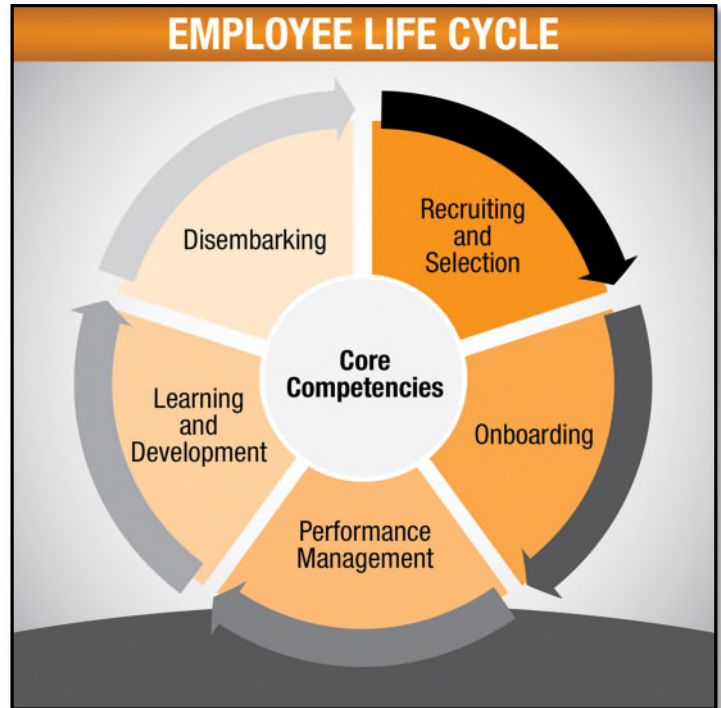 EMPLOYEE LIFE CYCLE
Recruiting
and
Selection
Onboarding
Performance
Management
Learning
and
Development
Disembarking
Core
Competencies